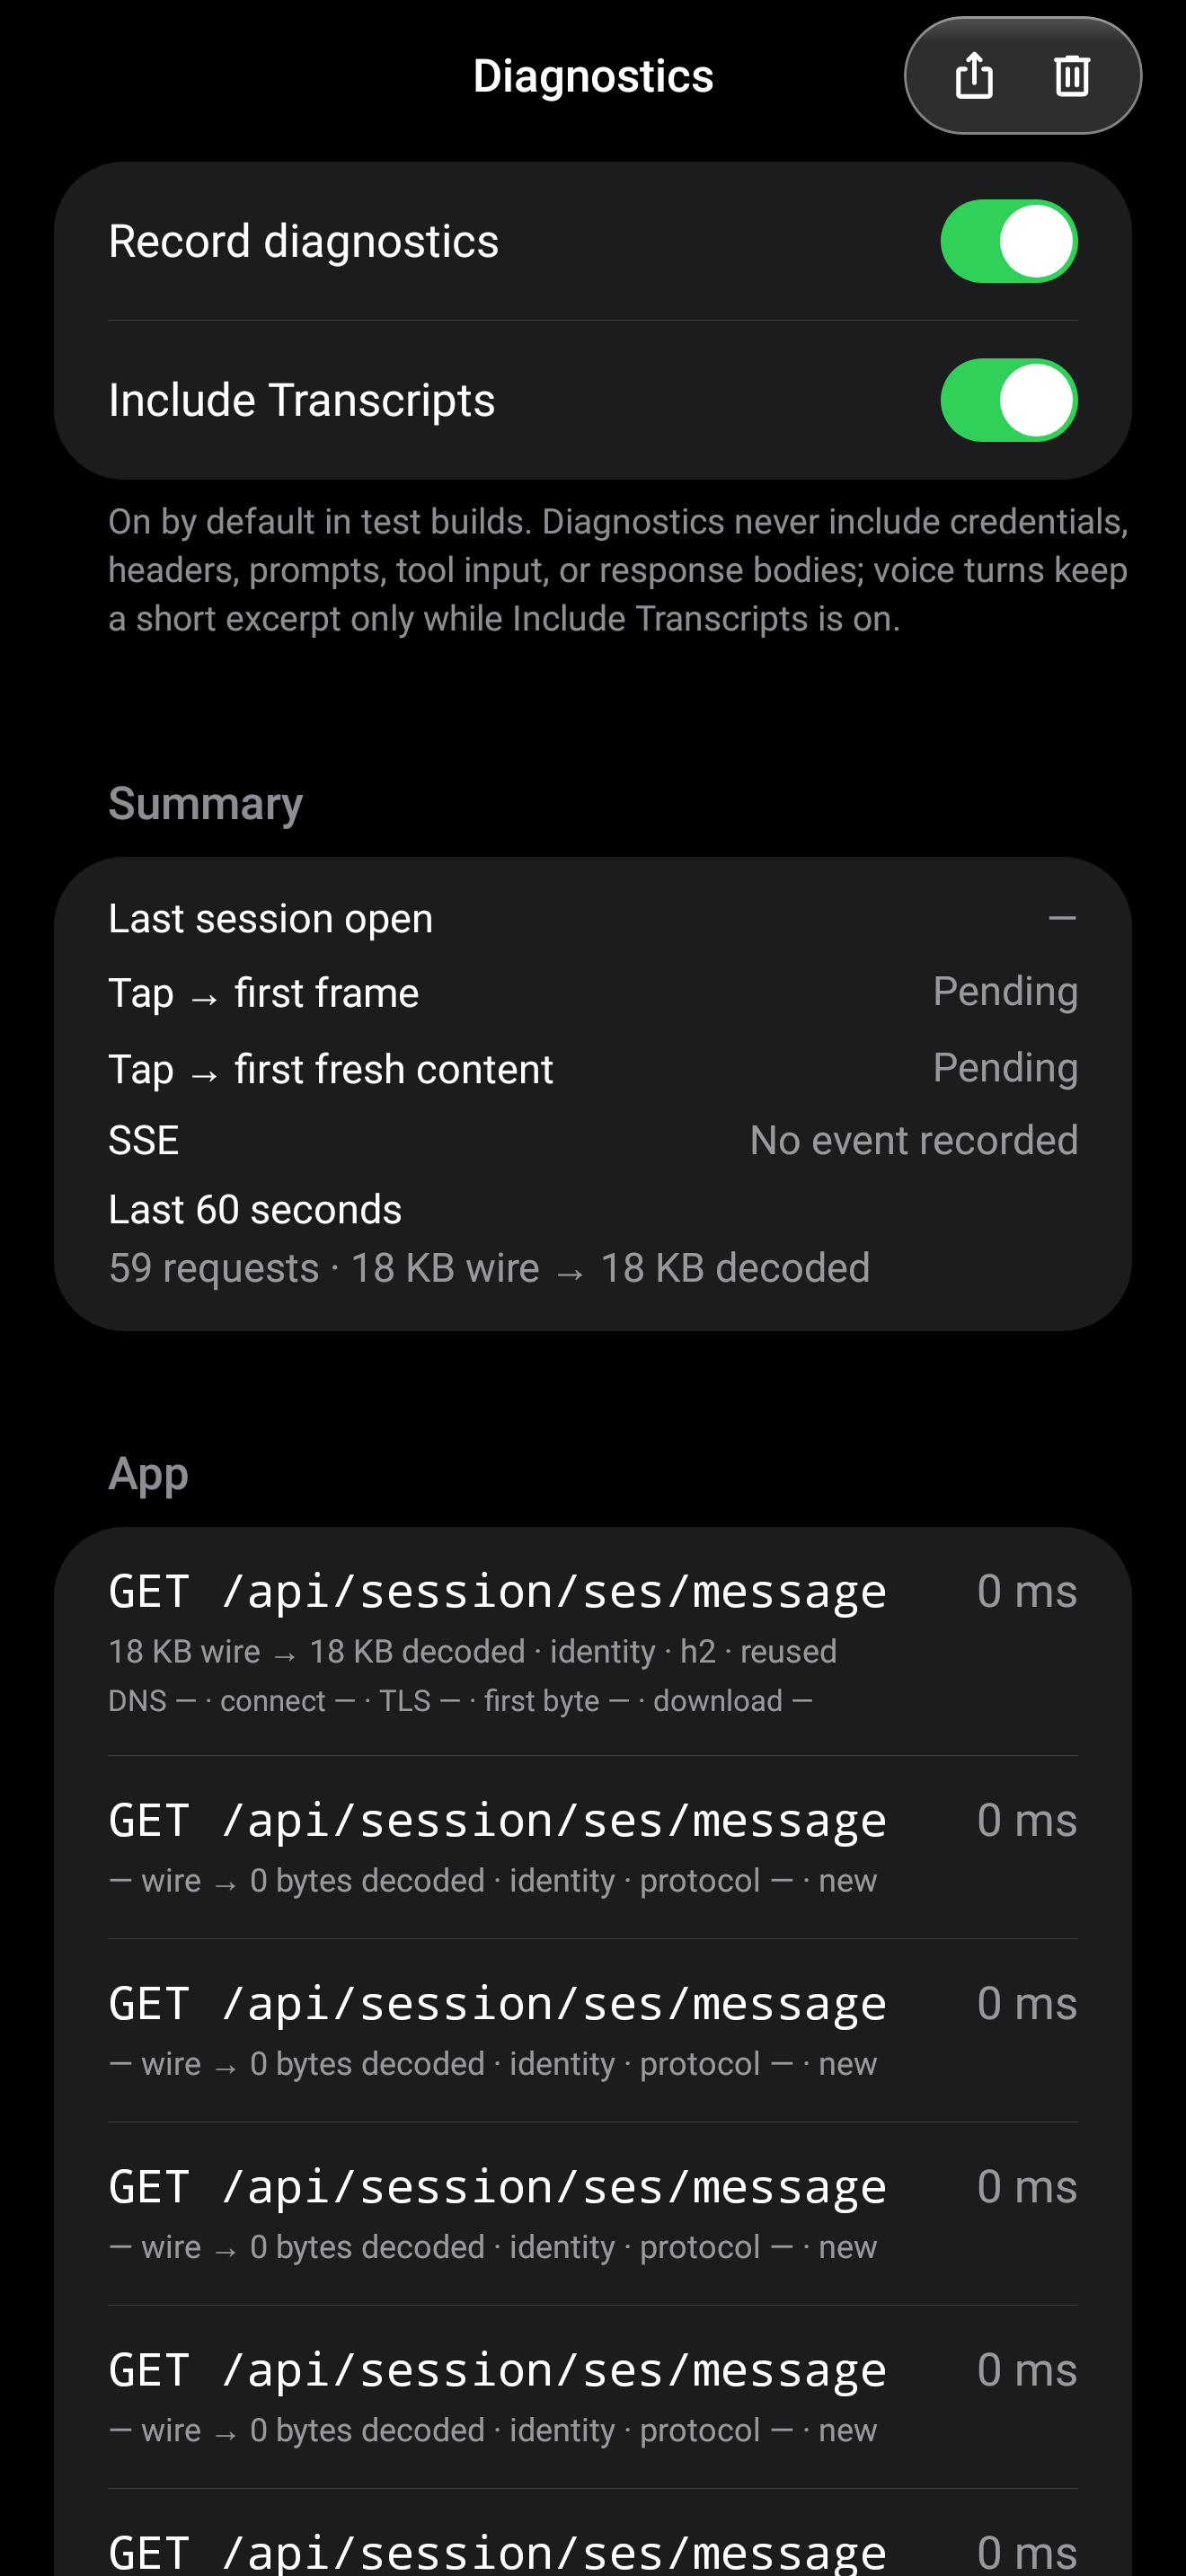 Diagnostics
Record diagnostics
Include Transcripts
On by default in test builds. Diagnostics never include credentials,
headers, prompts, tool input, or response bodies; voice turns keep
a short excerpt only while Include Transcripts is on.
Summary
Last session open —
Tap → first frame Pending
Tap → first fresh content Pending
SSE No event recorded
Last 60 seconds
59 requests · 18 KB wire → 18 KB decoded
App
GET /api/session/ses/message 0 ms
18 KB wire → 18 KB decoded · identity · h2 · reused
DNS — · connect — · TLS — · first byte — · download —
GET /api/session/ses/message 0 ms
— wire → 0 bytes decoded · identity · protocol — · new
GET /api/session/ses/message 0 ms
— wire → 0 bytes decoded · identity · protocol — · new
GET /api/session/ses/message 0 ms
— wire → 0 bytes decoded · identity · protocol — · new
GET /api/session/ses/message 0 ms
— wire → 0 bytes decoded · identity · protocol — · new
GET /api/session/ses/message 0 ms